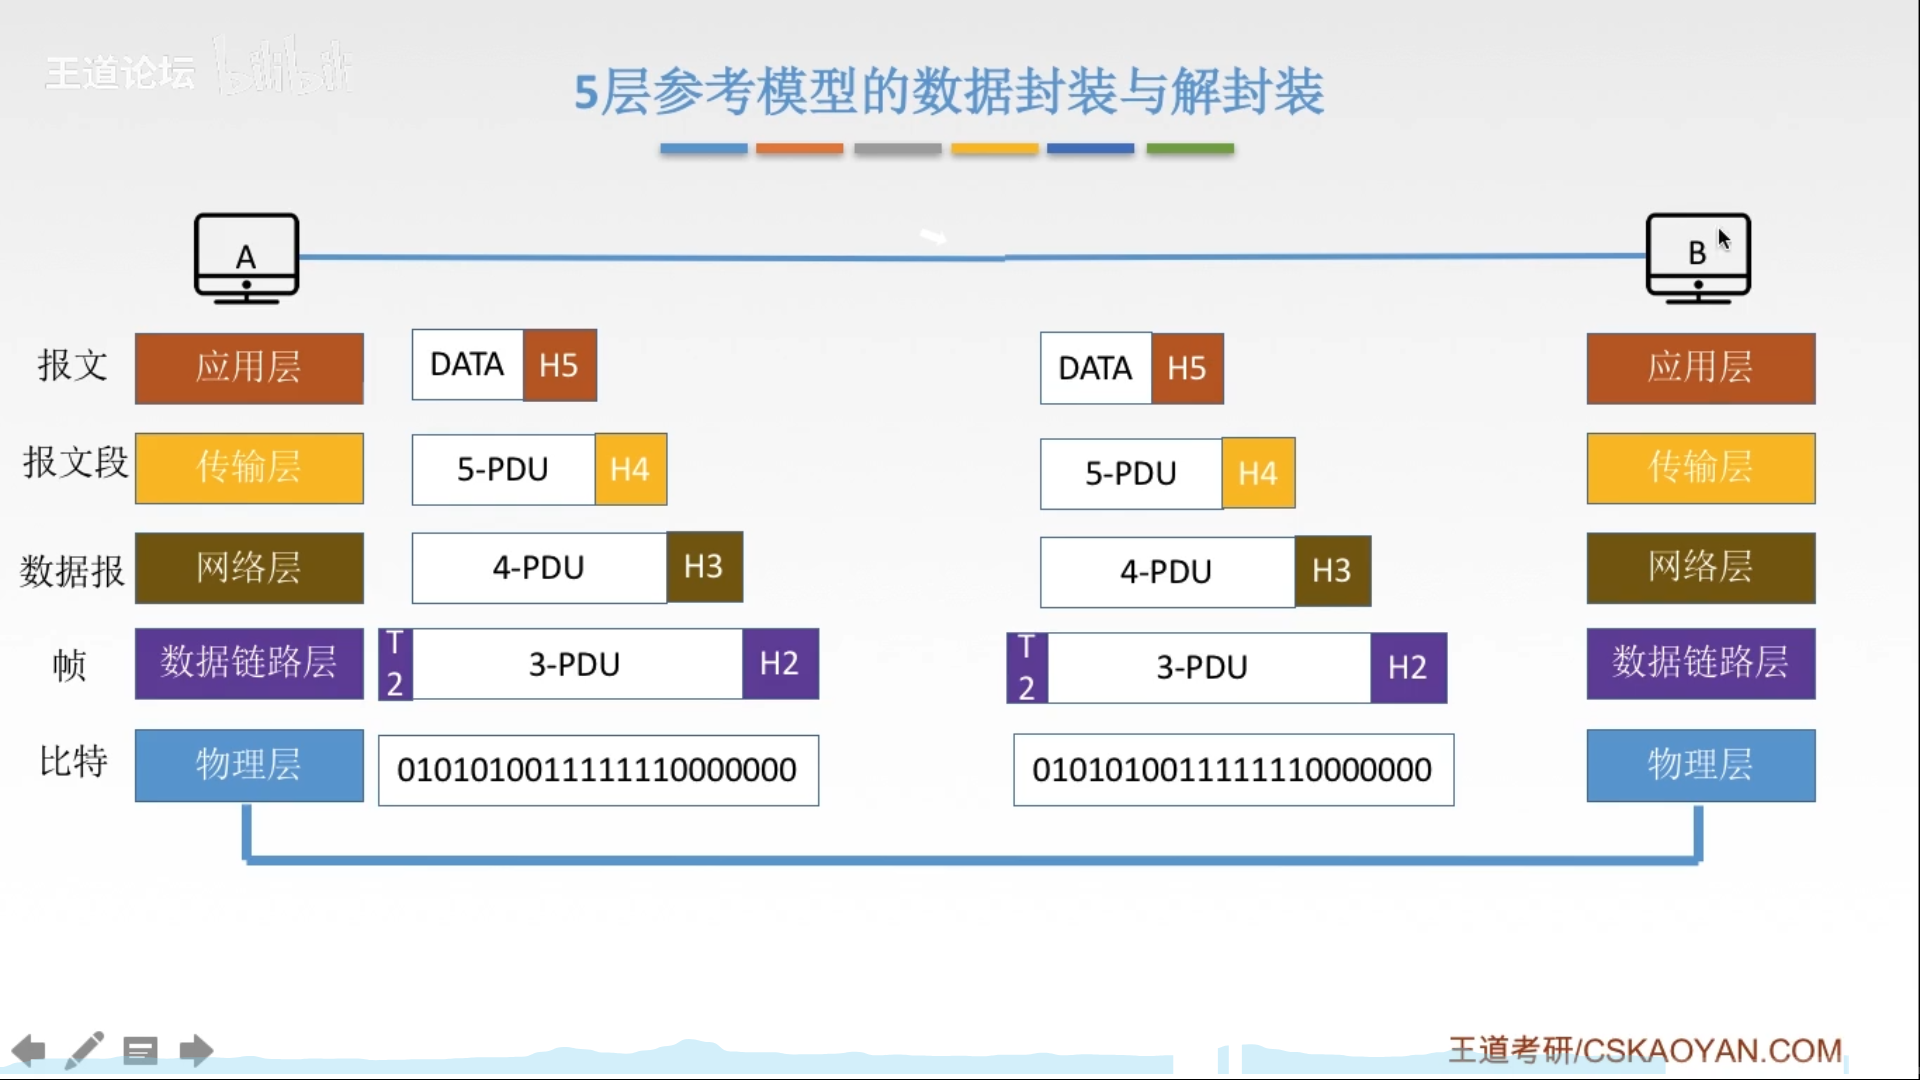 王道论坛 bilibili
5层参考模型的数据封装与解封装
A
B
报文 应用层 DATA H5 DATA H5 应用层
报文段 传输层 5-PDU H4 5-PDU H4 传输层
数据报 网络层 4-PDU H3 4-PDU H3 网络层
帧 数据链路层 T2 3-PDU H2 T2 3-PDU H2 数据链路层
比特 物理层 0101010011111110000000 0101010011111110000000 物理层
王道考研/CSKAOYAN.COM